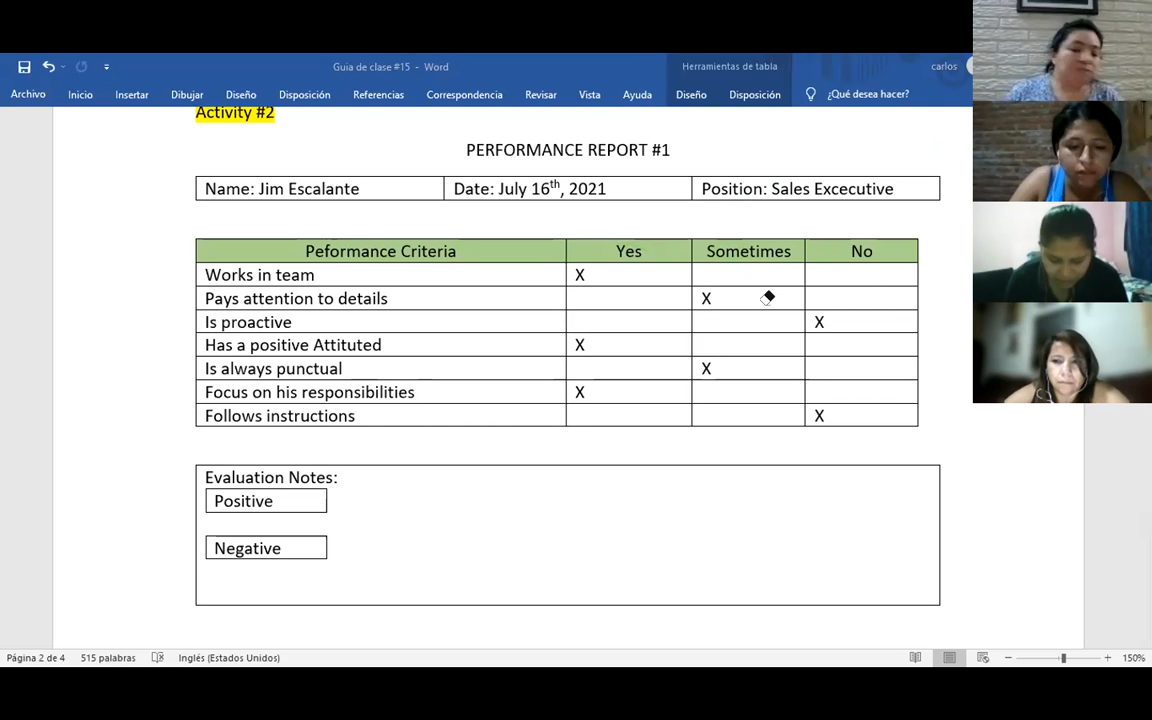 Guia de clase #15 - Word
Herramientas de tabla
carlos
Archivo Inicio Insertar Dibujar Diseño Disposición Referencias Correspondencia Revisar Vista Ayuda Diseño Disposición ¿Qué desea hacer?
Activity #2
PERFORMANCE REPORT #1
Name: Jim Escalante Date: July 16th, 2021 Position: Sales Excecutive
Peformance Criteria Yes Sometimes No
Works in team X
Pays attention to details X
Is proactive X
Has a positive Attituted X
Is always punctual X
Focus on his responsibilities X
Follows instructions X
Evaluation Notes:
Positive
Negative
Página 2 de 4 515 palabras Inglés (Estados Unidos) 150%